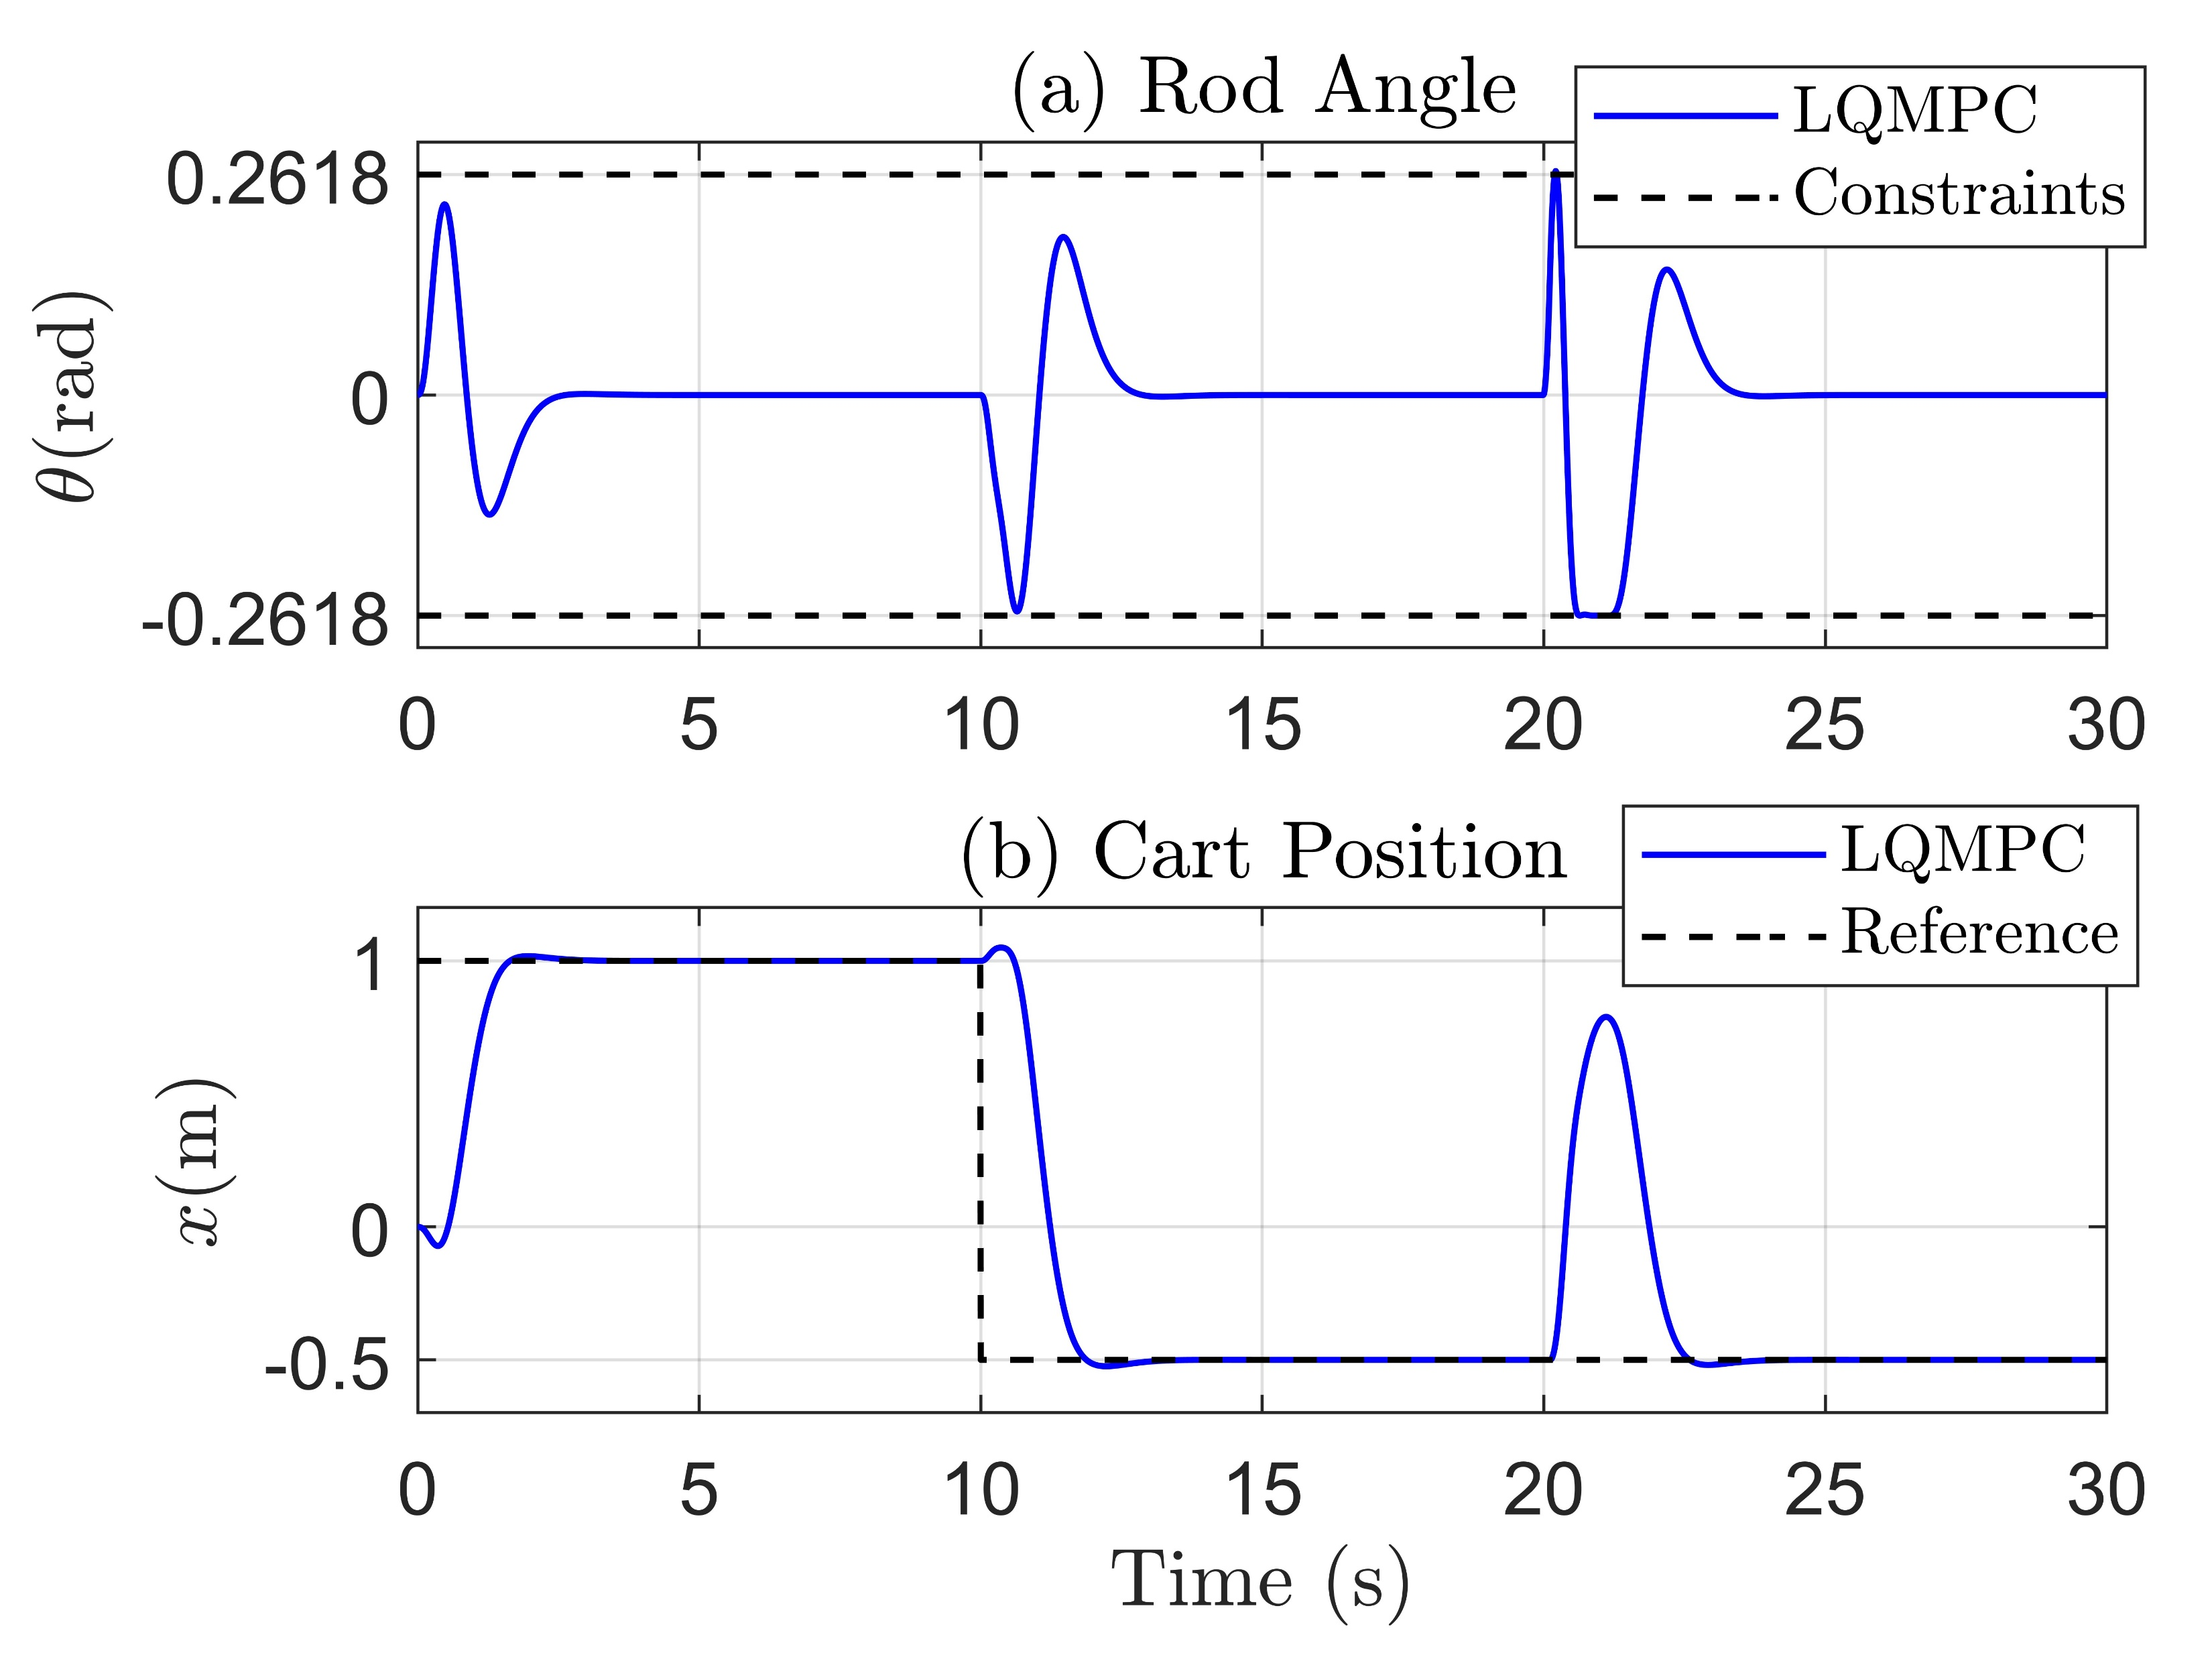 (a) Rod Angle
LQMPC
Constraints
θ(rad)
0.2618
0
-0.2618
0 5 10 15 20 25 30
(b) Cart Position
LQMPC
Reference
x(m)
1
0
-0.5
0 5 10 15 20 25 30
Time (s)